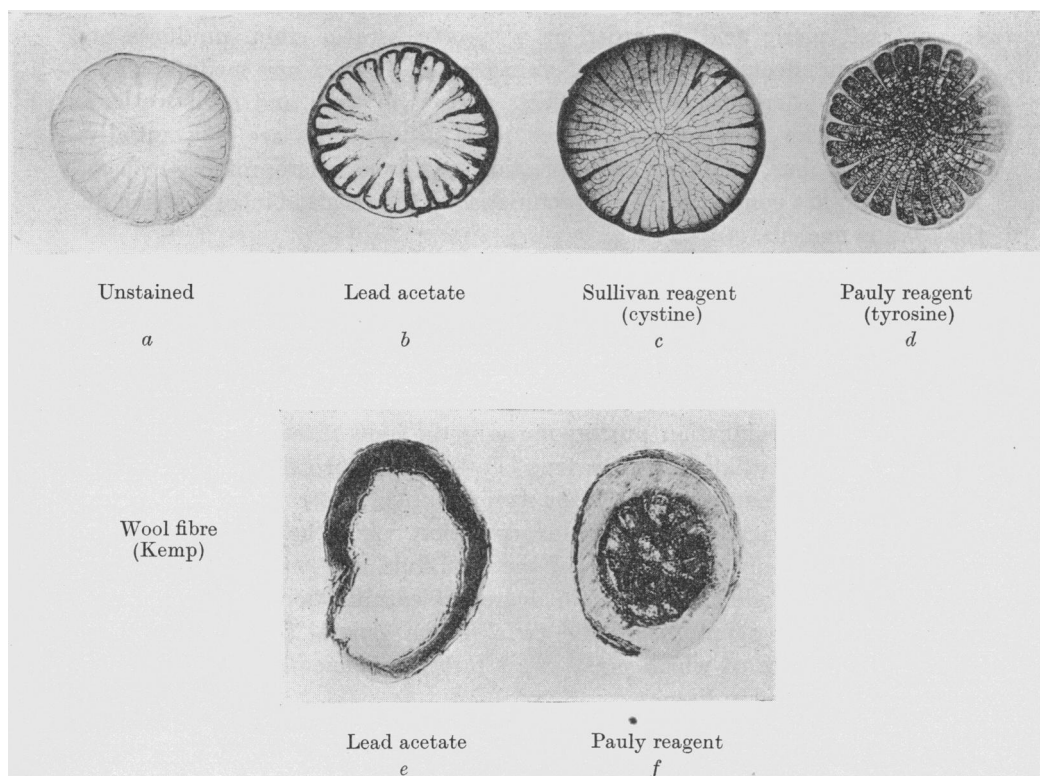 Unstained
Lead acetate
Sullivan reagent
(cystine)
Pauly reagent
(tyrosine)
a
b
c
d
Wool fibre
(Kemp)
Lead acetate
Pauly reagent
e
f